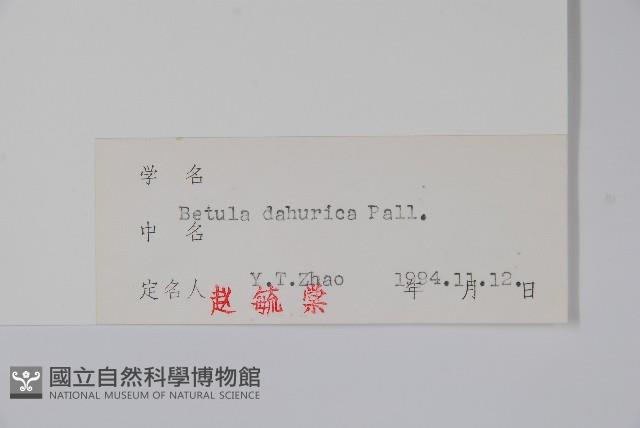 学 名
Betula dahurica Pall.
中 名
定名人 Y.T.Zhao 1994.11.12.
赵毓棠 年 月 日
國立自然科學博物館
NATIONAL MUSEUM OF NATURAL SCIENCE